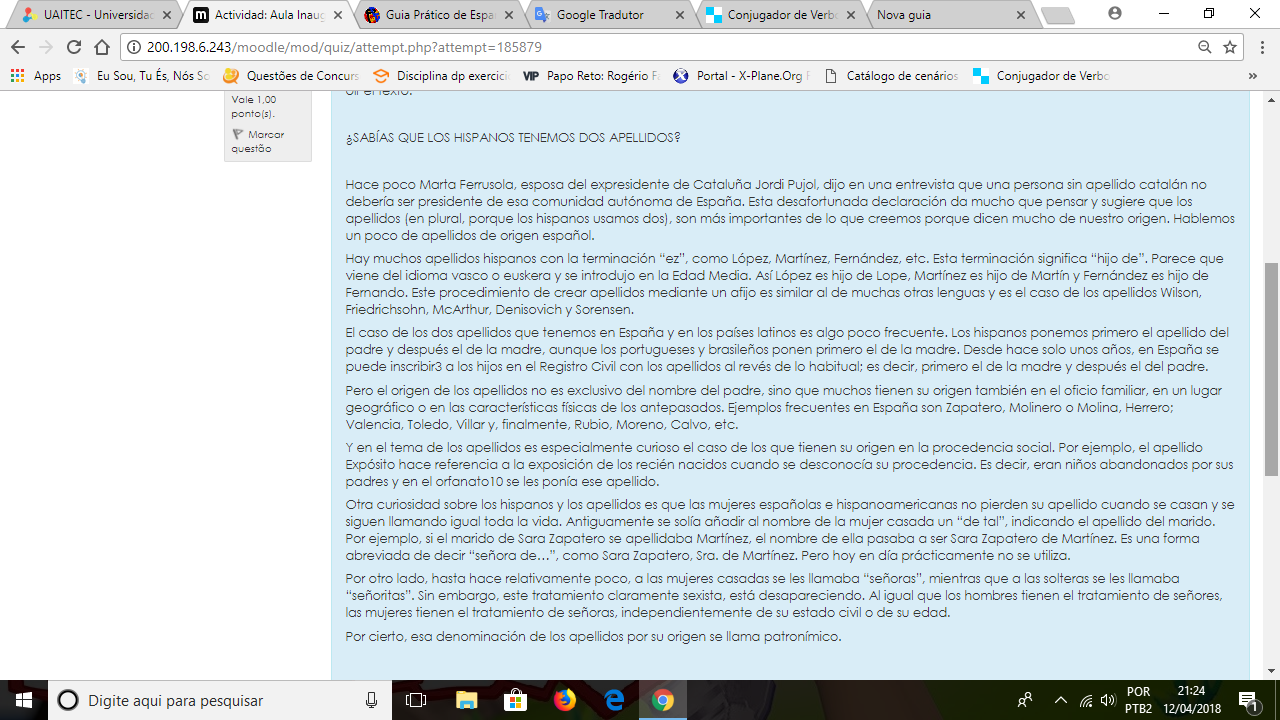 UAITEC - Universidac
Actividad: Aula Inaug
Guia Prático de Espa
Google Tradutor
Conjugador de Verbo
Nova guia
200.198.6.243/moodle/mod/quiz/attempt.php?attempt=185879
Apps
Eu Sou, Tu És, Nós So
Questões de Concurs
Disciplina dp exercíci
VIP Papo Reto: Rogério Fa
Portal - X-Plane.Org F
Catálogo de cenários
Conjugador de Verbo
»
Vale 1,00
ponto(s).
Marcar
questão
el texto.
¿SABÍAS QUE LOS HISPANOS TENEMOS DOS APELLIDOS?
Hace poco Marta Ferrusola, esposa del expresidente de Cataluña Jordi Pujol, dijo en una entrevista que una persona sin apellido catalán no
debería ser presidente de esa comunidad autónoma de España. Esta desafortunada declaración da mucho que pensar y sugiere que los
apellidos (en plural, porque los hispanos usamos dos), son más importantes de lo que creemos porque dicen mucho de nuestro origen. Hablemos
un poco de apellidos de origen español.
Hay muchos apellidos hispanos con la terminación “ez”, como López, Martínez, Fernández, etc. Esta terminación significa “hijo de”. Parece que
viene del idioma vasco o euskera y se introdujo en la Edad Media. Así López es hijo de Lope, Martínez es hijo de Martín y Fernández es hijo de
Fernando. Este procedimiento de crear apellidos mediante un afijo es similar al de muchas otras lenguas y es el caso de los apellidos Wilson,
Friedrichsohn, McArthur, Denisovich y Sorensen.
El caso de los dos apellidos que tenemos en España y en los países latinos es algo poco frecuente. Los hispanos ponemos primero el apellido del
padre y después el de la madre, aunque los portugueses y brasileños ponen primero el de la madre. Desde hace solo unos años, en España se
puede inscribir3 a los hijos en el Registro Civil con los apellidos al revés de lo habitual; es decir, primero el de la madre y después el del padre.
Pero el origen de los apellidos no es exclusivo del nombre del padre, sino que muchos tienen su origen también en el oficio familiar, en un lugar
geográfico o en las características físicas de los antepasados. Ejemplos frecuentes en España son Zapatero, Molinero o Molina, Herrero;
Valencia, Toledo, Villar y, finalmente, Rubio, Moreno, Calvo, etc.
Y en el tema de los apellidos es especialmente curioso el caso de los que tienen su origen en la procedencia social. Por ejemplo, el apellido
Expósito hace referencia a la exposición de los recién nacidos cuando se desconocía su procedencia. Es decir, eran niños abandonados por sus
padres y en el orfanato10 se les ponía ese apellido.
Otra curiosidad sobre los hispanos y los apellidos es que las mujeres españolas e hispanoamericanas no pierden su apellido cuando se casan y se
siguen llamando igual toda la vida. Antiguamente se solía añadir al nombre de la mujer casada un “de tal”, indicando el apellido del marido.
Por ejemplo, si el marido de Sara Zapatero se apellidaba Martínez, el nombre de ella pasaba a ser Sara Zapatero de Martínez. Es una forma
abreviada de decir “señora de…”, como Sara Zapatero, Sra. de Martínez. Pero hoy en día prácticamente no se utiliza.
Por otro lado, hasta hace relativamente poco, a las mujeres casadas se les llamaba “señoras”, mientras que a las solteras se les llamaba
“señoritas”. Sin embargo, este tratamiento claramente sexista, está desapareciendo. Al igual que los hombres tienen el tratamiento de señores,
las mujeres tienen el tratamiento de señoras, independientemente de su estado civil o de su edad.
Por cierto, esa denominación de los apellidos por su origen se llama patronímico.
Digite aqui para pesquisar
POR
PTB2
21:24
12/04/2018
1